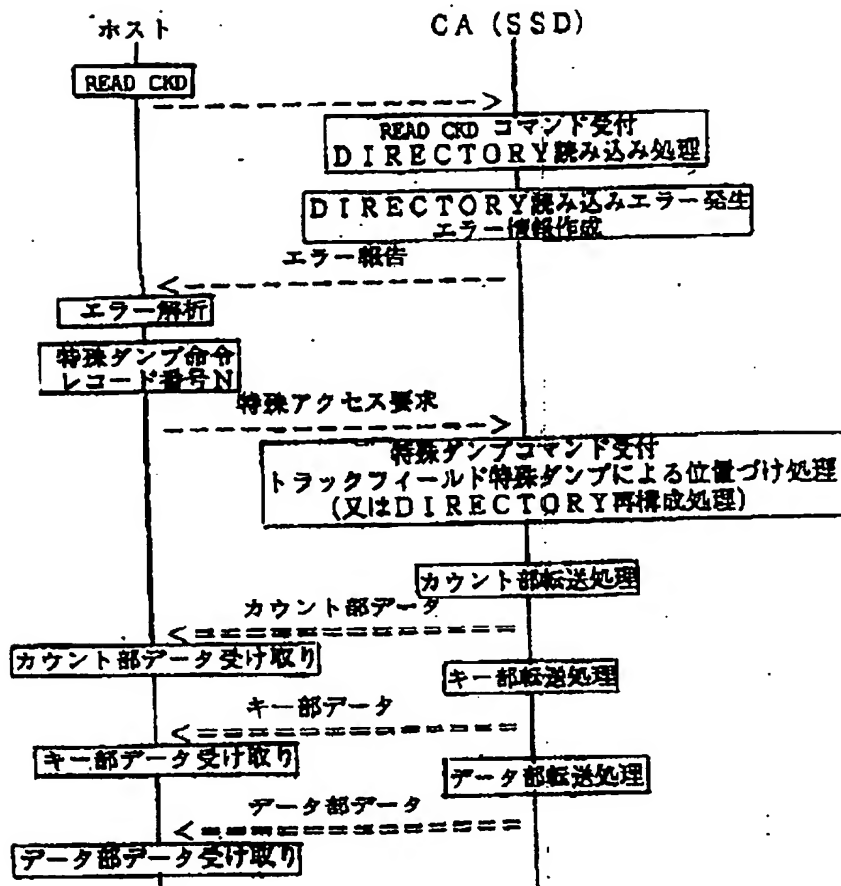 ホスト
CA (SSD)
READ CKD
READ CKD コマンド受付
DIRECTORY読み込み処理
DIRECTORY読み込みエラー発生
エラー情報作成
エラー報告
エラー解析
特殊ダンプ命令
レコード番号N
特殊アクセス要求
特殊ダンプコマンド受付
トラックフィールド特殊ダンプによる位置づけ処理
(又はDIRECTORY再構成処理)
カウント部転送処理
カウント部データ
カウント部データ受け取り
キー部転送処理
キー部データ
キー部データ受け取り
データ部転送処理
データ部データ
データ部データ受け取り